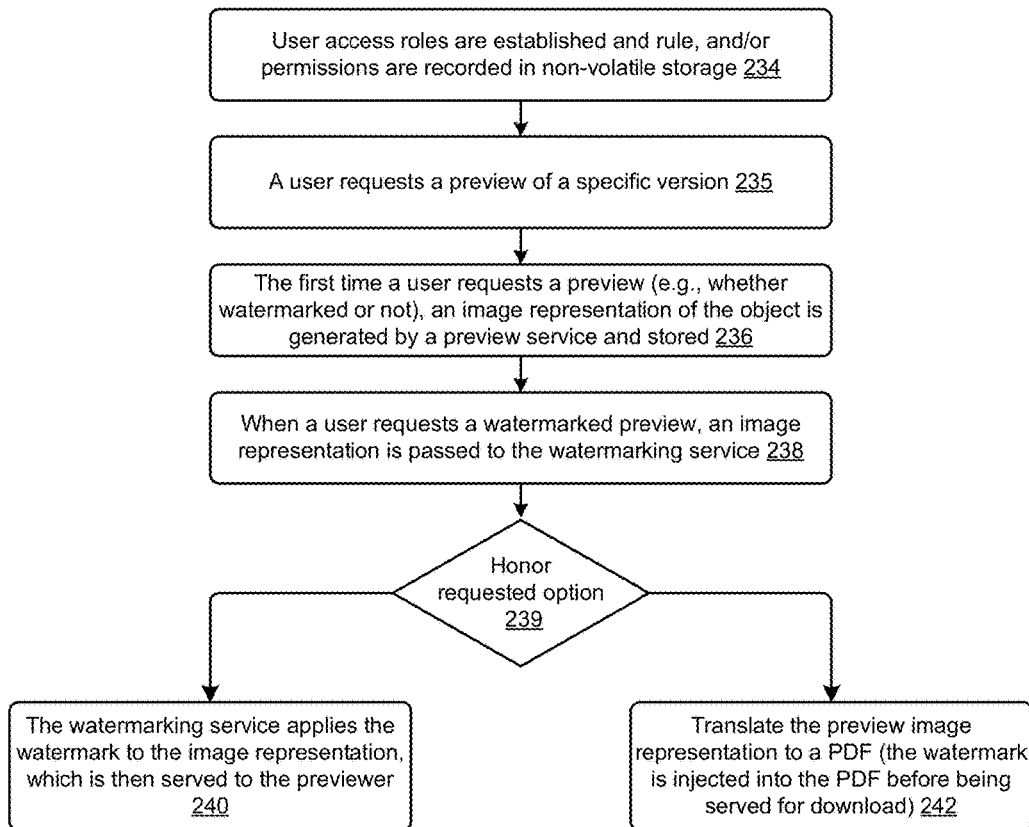 User access roles are established and rule, and/or
permissions are recorded in non-volatile storage 234
A user requests a preview of a specific version 235
The first time a user requests a preview (e.g., whether
watermarked or not), an image representation of the object is
generated by a preview service and stored 236
When a user requests a watermarked preview, an image
representation is passed to the watermarking service 238
Honor
requested option
239
The watermarking service applies the
watermark to the image representation,
which is then served to the previewer
240
Translate the preview image
representation to a PDF (the watermark
is injected into the PDF before being
served for download) 242